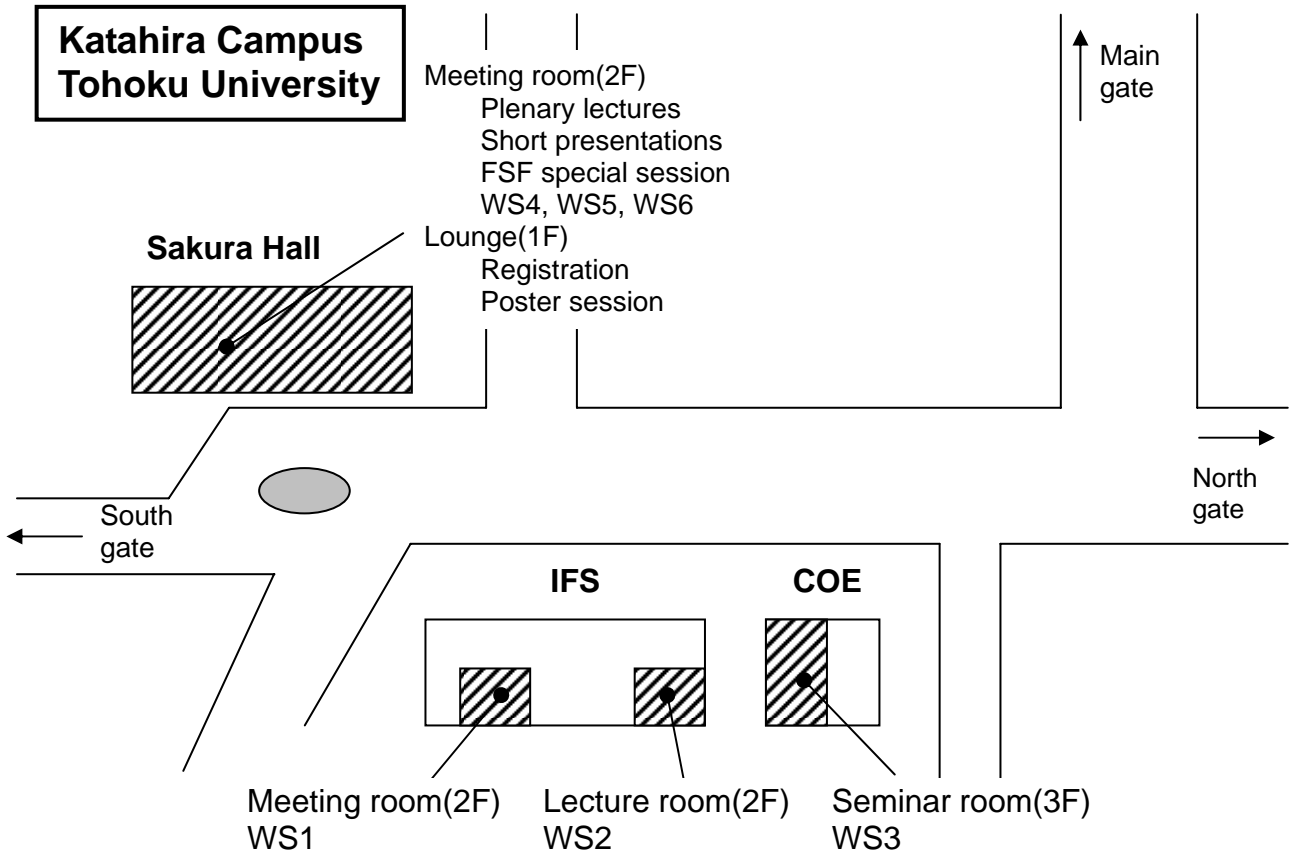 Katahira Campus
Tohoku University
Meeting room(2F)
Plenary lectures
Short presentations
FSF special session
WS4, WS5, WS6
Lounge(1F)
Registration
Poster session
Main
gate
Sakura Hall
North
gate
South
gate
IFS
COE
Meeting room(2F)
WS1
Lecture room(2F)
WS2
Seminar room(3F)
WS3